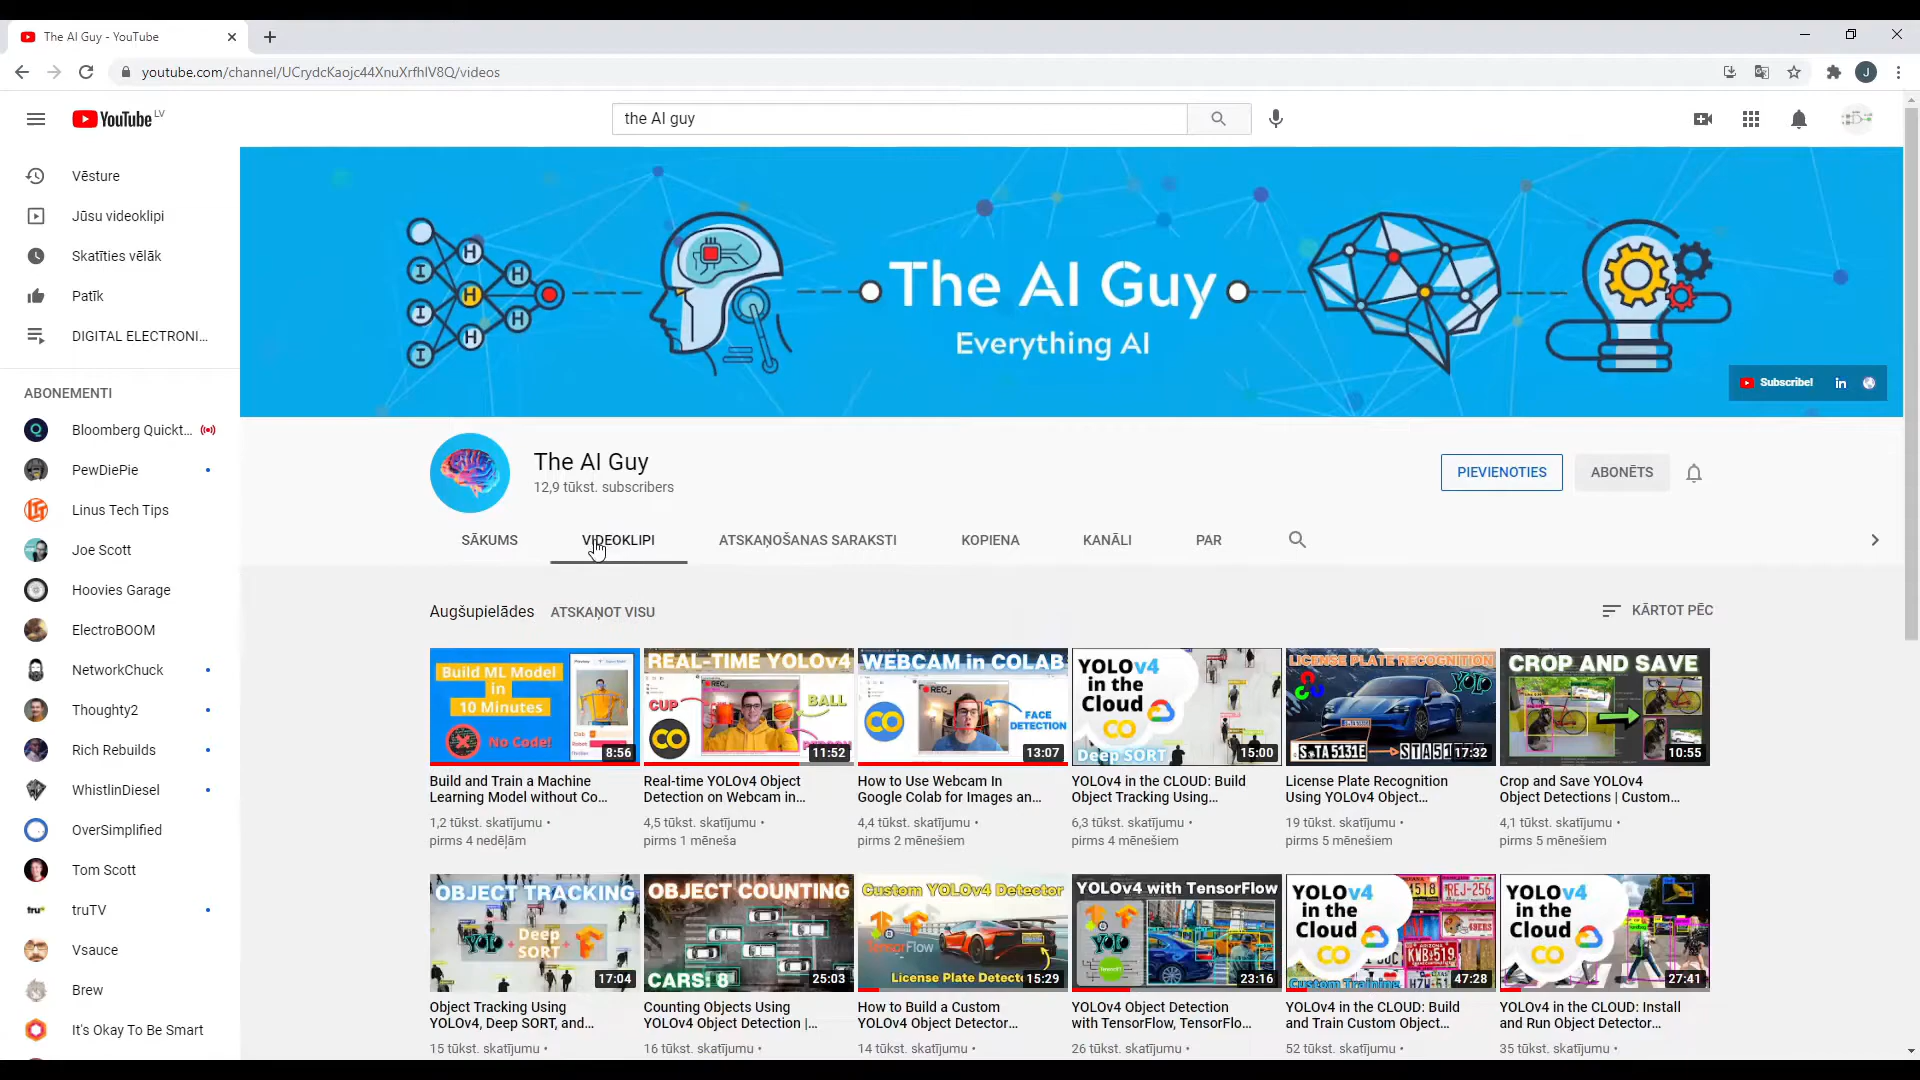 The AI Guy - YouTube
youtube.com/channel/UCrydcKaojc44XnuXrfhIV8Q/videos
J
YouTube LV
the AI guy
Vēsture
Jūsu videoklipi
Skatīties vēlāk
Patīk
DIGITAL ELECTRONI...
ABONEMENTI
Bloomberg Quickt...
PewDiePie
Linus Tech Tips
Joe Scott
Hoovies Garage
ElectroBOOM
NetworkChuck
Thoughty2
Rich Rebuilds
WhistlinDiesel
OverSimplified
Tom Scott
truTV
Vsauce
Brew
It's Okay To Be Smart
The AI Guy
Everything AI
Subscribe!
The AI Guy
12,9 tūkst. subscribers
PIEVIENOTIES
ABONĒTS
SĀKUMS VIDEOKLIPI ATSKAŅOŠANAS SARAKSTI KOPIENA KANĀLI PAR
Augšupielādes ATSKAŅOT VISU
KĀRTOT PĒC
Build ML Model
in
10 Minutes
No Code!
8:56
Build and Train a Machine
Learning Model without Co...
1,2 tūkst. skatījumu •
pirms 4 nedēļām
REAL-TIME YOLOv4
REC
CUP
BALL
11:52
Real-time YOLOv4 Object
Detection on Webcam in...
4,5 tūkst. skatījumu •
pirms 1 mēneša
WEBCAM in COLAB
REC
FACE
DETECTION
13:07
How to Use Webcam In
Google Colab for Images an...
4,4 tūkst. skatījumu •
pirms 2 mēnešiem
YOLOv4
in the
Cloud
Deep SORT
15:00
YOLOv4 in the CLOUD: Build
Object Tracking Using...
6,3 tūkst. skatījumu •
pirms 4 mēnešiem
LICENSE PLATE RECOGNITION
YOLO
S:TA 5131E
17:32
License Plate Recognition
Using YOLOv4 Object...
19 tūkst. skatījumu •
pirms 5 mēnešiem
CROP AND SAVE
10:55
Crop and Save YOLOv4
Object Detections | Custom...
4,1 tūkst. skatījumu •
pirms 5 mēnešiem
OBJECT TRACKING
YOLO + Deep SORT +
17:04
Object Tracking Using
YOLOv4, Deep SORT, and...
15 tūkst. skatījumu •
OBJECT COUNTING
CARS: 8
25:03
Counting Objects Using
YOLOv4 Object Detection |...
16 tūkst. skatījumu •
Custom YOLOv4 Detector
TensorFlow
License Plate Detector
15:29
How to Build a Custom
YOLOv4 Object Detector...
14 tūkst. skatījumu •
YOLOv4 with TensorFlow
YOLO
23:16
YOLOv4 Object Detection
with TensorFlow, TensorFlo...
26 tūkst. skatījumu •
YOLOv4
in the
Cloud
Custom Training
47:28
YOLOv4 in the CLOUD: Build
and Train Custom Object...
52 tūkst. skatījumu •
YOLOv4
in the
Cloud
27:41
YOLOv4 in the CLOUD: Install
and Run Object Detector...
35 tūkst. skatījumu •